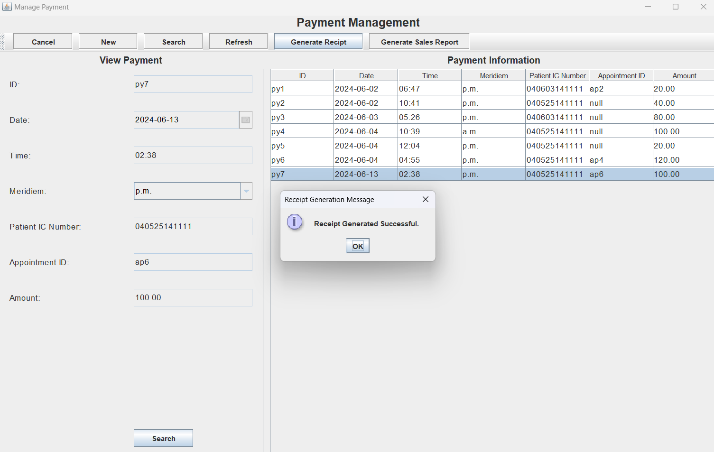 Manage Payment
Payment Management
Cancel New Search Refresh Generate Recipt Generate Sales Report
View Payment
ID: py7
Date: 2024-06-13
Time: 02.38
Meridiem: p.m.
Patient IC Number: 040525141111
Appointment ID: ap6
Amount: 100.00
Search
Payment Information
ID Date Time Meridiem Patient IC Number Appointment ID Amount
py1 2024-06-02 06:47 p.m. 040603141111 ap2 20.00
py2 2024-06-02 10:41 p.m. 040525141111 null 40.00
py3 2024-06-03 05.26 p.m. 040603141111 null 80.00
py4 2024-06-04 10:39 a.m. 040525141111 null 100.00
py5 2024-06-04 12:04 p.m. 040525141111 null 20.00
py6 2024-06-04 04:55 p.m. 040525141111 ap4 120.00
py7 2024-06-13 02.38 p.m. 040525141111 ap6 100.00
Receipt Generation Message
Receipt Generated Successful.
OK